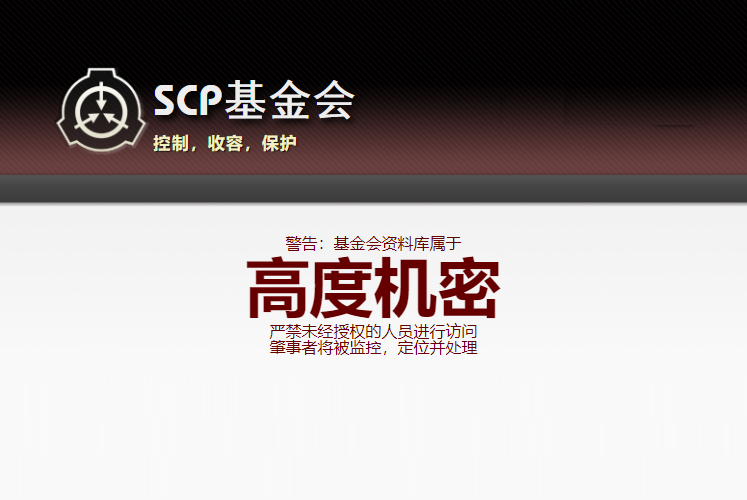 SCP基金会
控制，收容，保护
警告：基金会资料库属于
高度机密
严禁未经授权的人员进行访问
肇事者将被监控，定位并处理